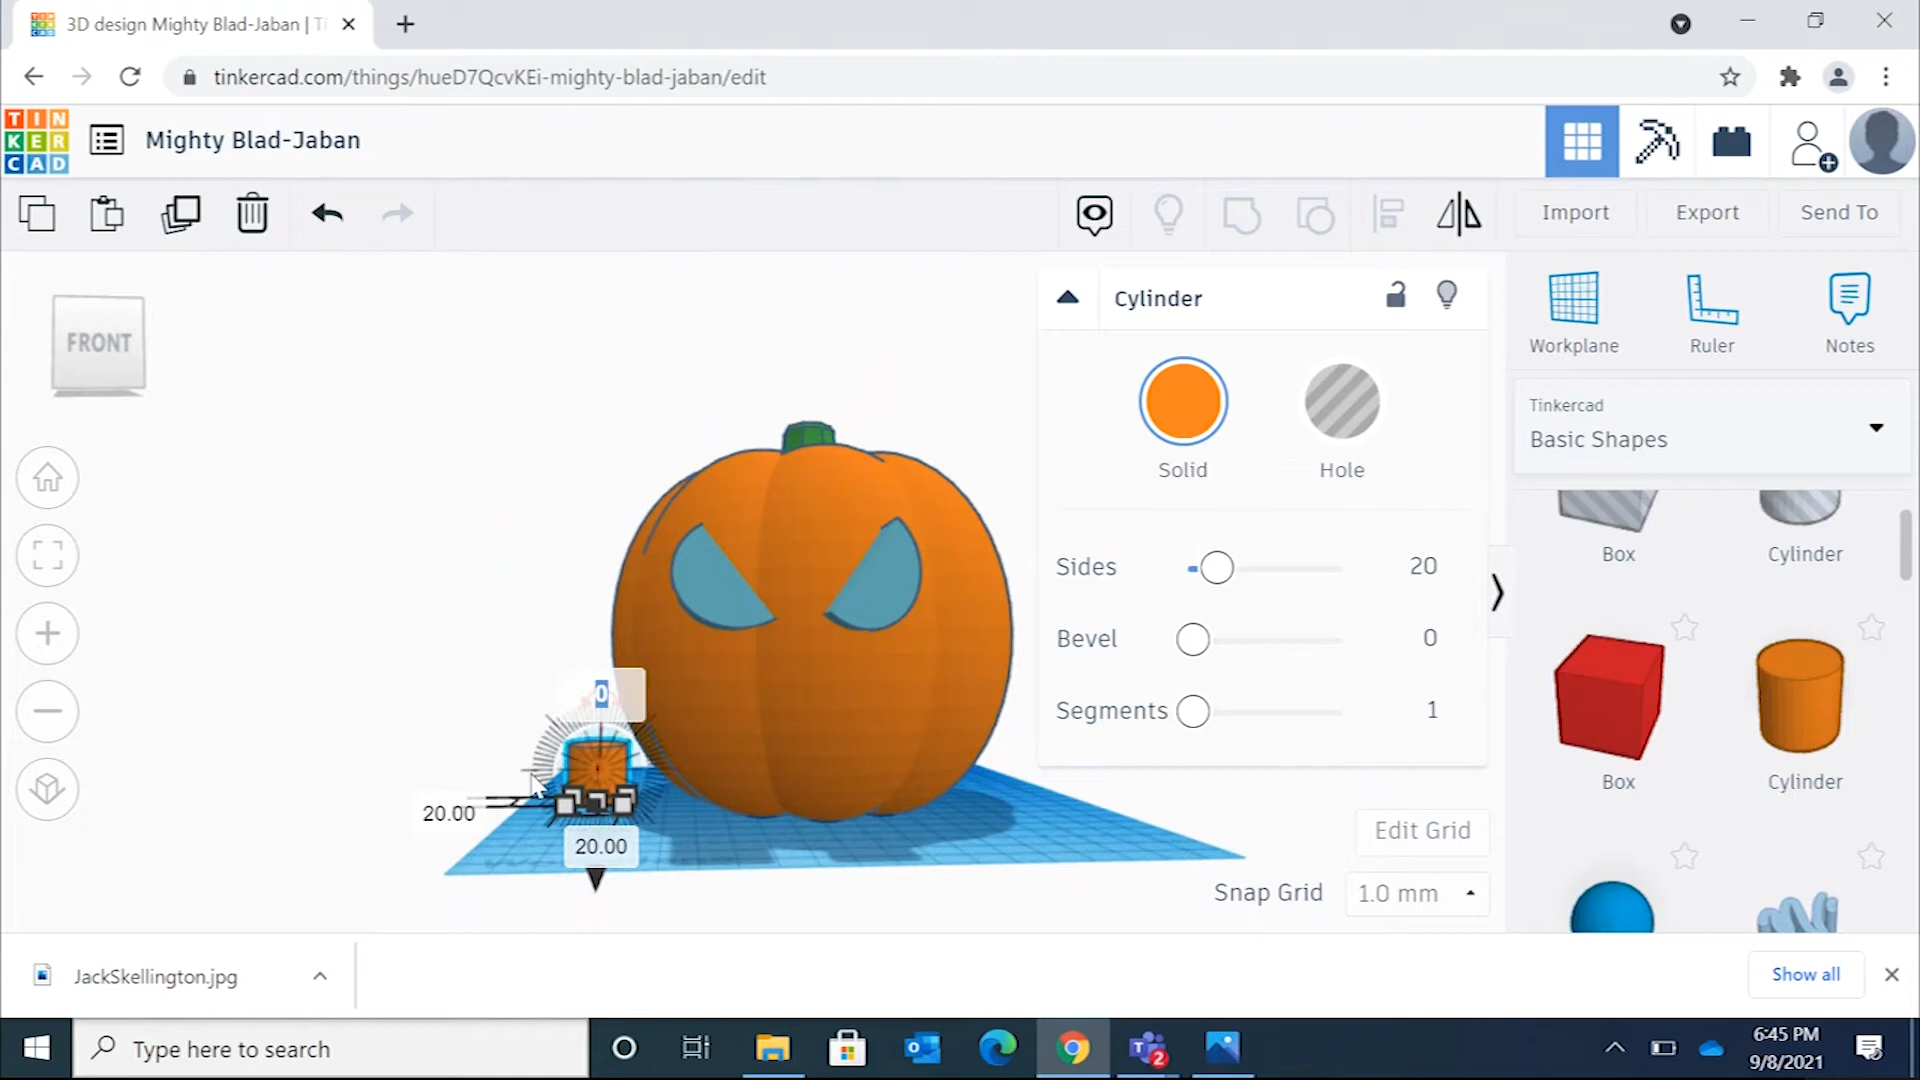 3D design Mighty Blad-Jaban | Ti
tinkercad.com/things/hueD7QcvKEi-mighty-blad-jaban/edit
TIN
KER
CAD
Mighty Blad-Jaban
Import
Export
Send To
FRONT
Cylinder
Solid
Hole
Sides
20
Bevel
0
Segments
1
Workplane
Ruler
Notes
Tinkercad
Basic Shapes
Box
Cylinder
Box
Cylinder
0
20.00
20.00
Edit Grid
Snap Grid
1.0 mm
JackSkellington.jpg
Show all
Type here to search
2
6:45 PM
9/8/2021